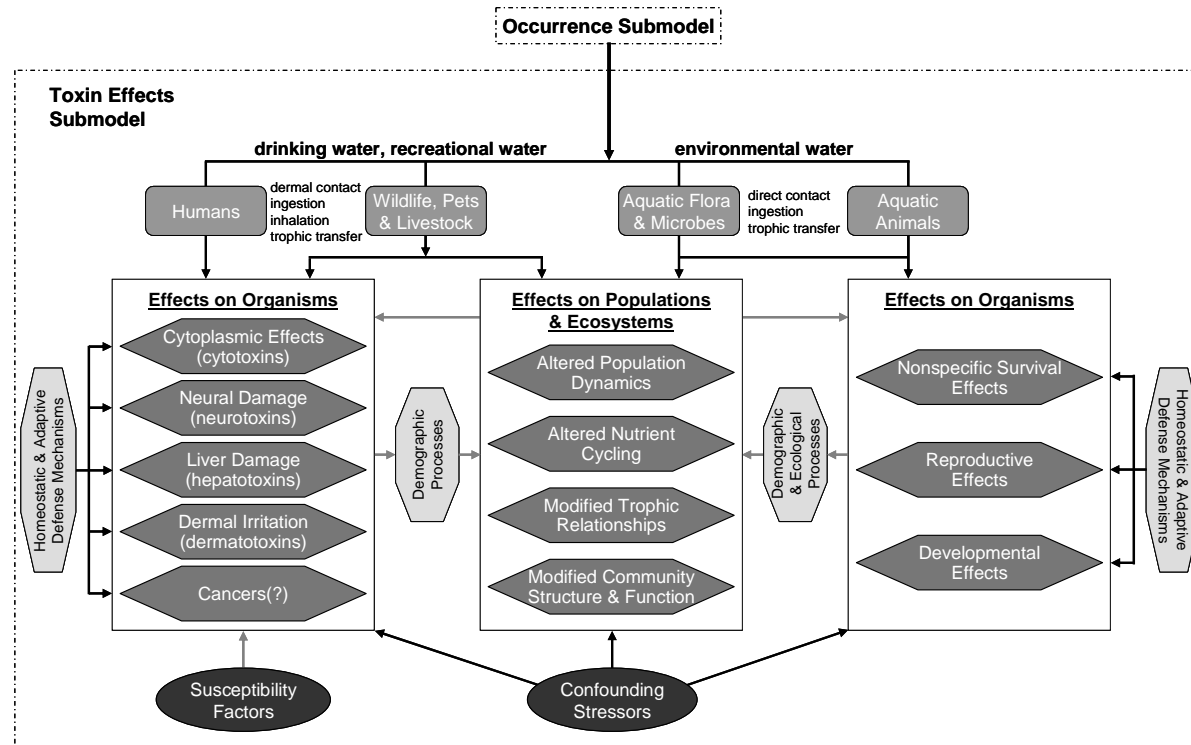 Occurrence Submodel
Toxin Effects
Submodel
drinking water, recreational water
environmental water
Humans
dermal contact
ingestion
inhalation
trophic transfer
Wildlife, Pets
& Livestock
Aquatic Flora
& Microbes
direct contact
ingestion
trophic transfer
Aquatic
Animals
Effects on Organisms
Cytoplasmic Effects
(cytotoxins)
Neural Damage
(neurotoxins)
Liver Damage
(hepatotoxins)
Dermal Irritation
(dermatotoxins)
Cancers(?)
Homeostatic & Adaptive
Defense Mechanisms
Demographic
Processes
Effects on Populations
& Ecosystems
Altered Population
Dynamics
Altered Nutrient
Cycling
Modified Trophic
Relationships
Modified Community
Structure & Function
Demographic
& Ecological
Processes
Effects on Organisms
Nonspecific Survival
Effects
Reproductive
Effects
Developmental
Effects
Homeostatic & Adaptive
Defense Mechanisms
Susceptibility
Factors
Confounding
Stressors